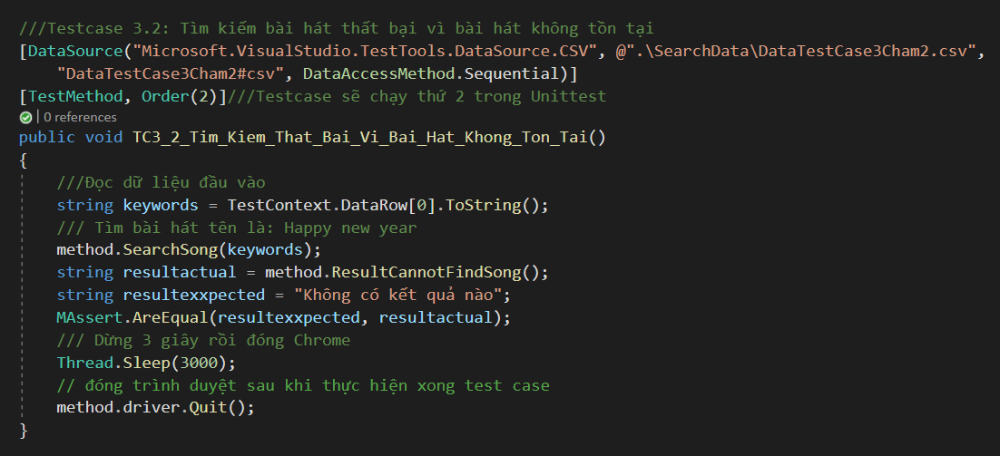 ///Testcase 3.2: Tìm kiếm bài hát thất bại vì bài hát không tồn tại
[DataSource("Microsoft.VisualStudio.TestTools.DataSource.CSV", @".\SearchData\DataTestCase3Cham2.csv",
"DataTestCase3Cham2#csv", DataAccessMethod.Sequential)]
[TestMethod, Order(2)]///Testcase sẽ chạy thứ 2 trong Unittest
| 0 references
public void TC3_2_Tim_Kiem_That_Bai_Vi_Bai_Hat_Khong_Ton_Tai()
{
///Đọc dữ liệu đầu vào
string keywords = TestContext.DataRow[0].ToString();
/// Tìm bài hát tên là: Happy new year
method.SearchSong(keywords);
string resultactual = method.ResultCannotFindSong();
string resultexxpected = "Không có kết quả nào";
MAssert.AreEqual(resultexxpected, resultactual);
/// Dừng 3 giây rồi đóng Chrome
Thread.Sleep(3000);
// đóng trình duyệt sau khi thực hiện xong test case
method.driver.Quit();
}